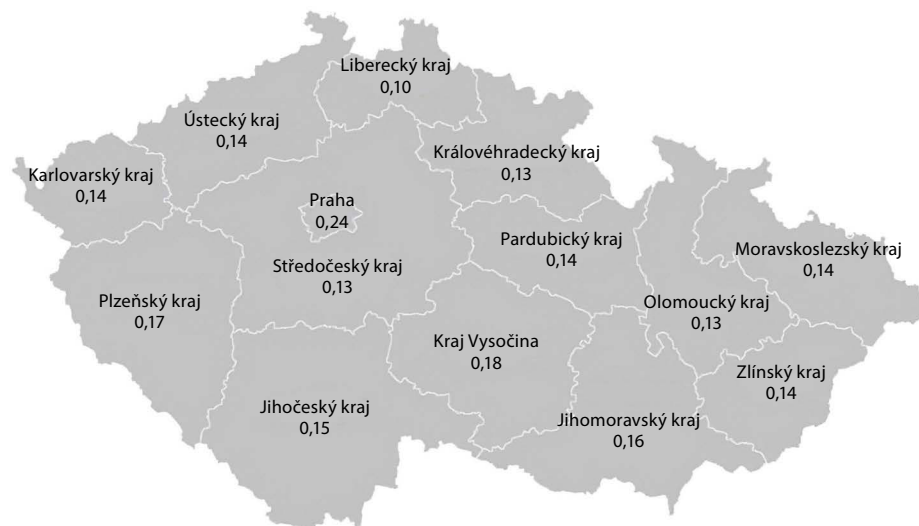 Liberecký kraj
0,10
Ústecký kraj
0,14
Královéhradecký kraj
0,13
Karlovarský kraj
0,14
Praha
0,24
Pardubický kraj
0,14
Moravskoslezský kraj
0,14
Středočeský kraj
0,13
Plzeňský kraj
0,17
Olomoucký kraj
0,13
Kraj Vysočina
0,18
Zlínský kraj
0,14
Jihočeský kraj
0,15
Jihomoravský kraj
0,16